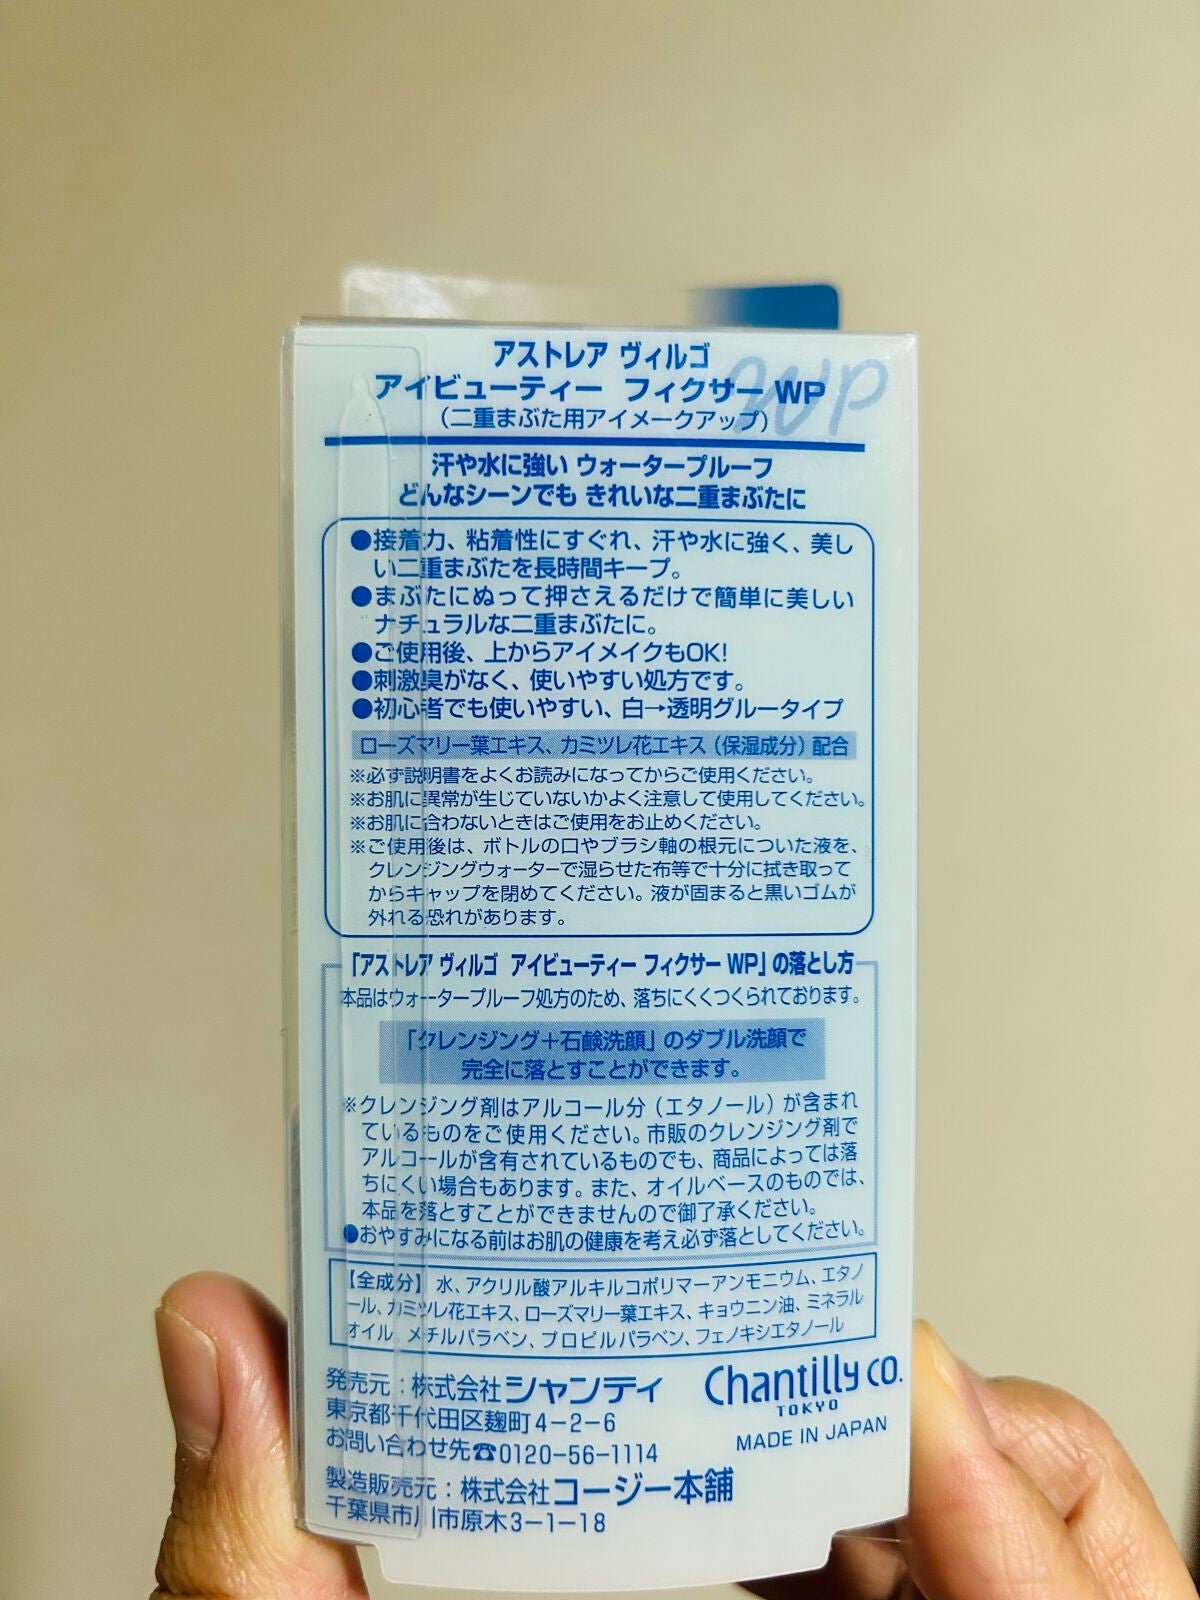 アストレア ヴィルゴ
アイビューティー フィクサー WP
WP
（二重まぶた用アイメークアップ）
汗や水に強い ウォータープルーフ
どんなシーンでも きれいな二重まぶたに
●接着力、粘着性にすぐれ、汗や水に強く、美し
い二重まぶたを長時間キープ。
●まぶたにぬって押さえるだけで簡単に美しい
ナチュラルな二重まぶたに。
●ご使用後、上からアイメイクもOK!
●刺激臭がなく、使いやすい処方です。
●初心者でも使いやすい、白→透明グルータイプ
ローズマリー葉エキス、カミツレ花エキス（保湿成分）配合
※必ず説明書をよくお読みになってからご使用ください。
※お肌に異常が生じていないかよく注意して使用してください。
※お肌に合わないときはご使用をお止めください。
※ご使用後は、ボトルの口やブラシ軸の根元についた液を、
クレンジングウォーターで湿らせた布等で十分に拭き取って
からキャップを閉めてください。液が固まると黒いゴムが
外れる恐れがあります。
「アストレア ヴィルゴ アイビューティー フィクサー WP」の落とし方
本品はウォータープルーフ処方のため、落ちにくくつくられております。
「クレンジング＋石鹸洗顔」のダブル洗顔で
完全に落とすことができます。
※クレンジング剤はアルコール分（エタノール）が含まれ
ているものをご使用ください。市販のクレンジング剤で
アルコールが含有されているものでも、商品によっては落
ちにくい場合もあります。また、オイルベースのものでは、
本品を落とすことができませんので御了承ください。
●おやすみになる前はお肌の健康を考え必ず落としてください。
【全成分】水、アクリル酸アルキルコポリマーアンモニウム、エタノ
ール、カミツレ花エキス、ローズマリー葉エキス、キョウニン油、ミネラル
オイル、メチルパラベン、プロピルパラベン、フェノキシエタノール
発売元：株式会社シャンティ
東京都千代田区麹町4-2-6
お問い合わせ先☎0120-56-1114
Chantilly CO.
TOKYO
MADE IN JAPAN
製造販売元：株式会社コージー本舗
千葉県市川市原木3-1-18